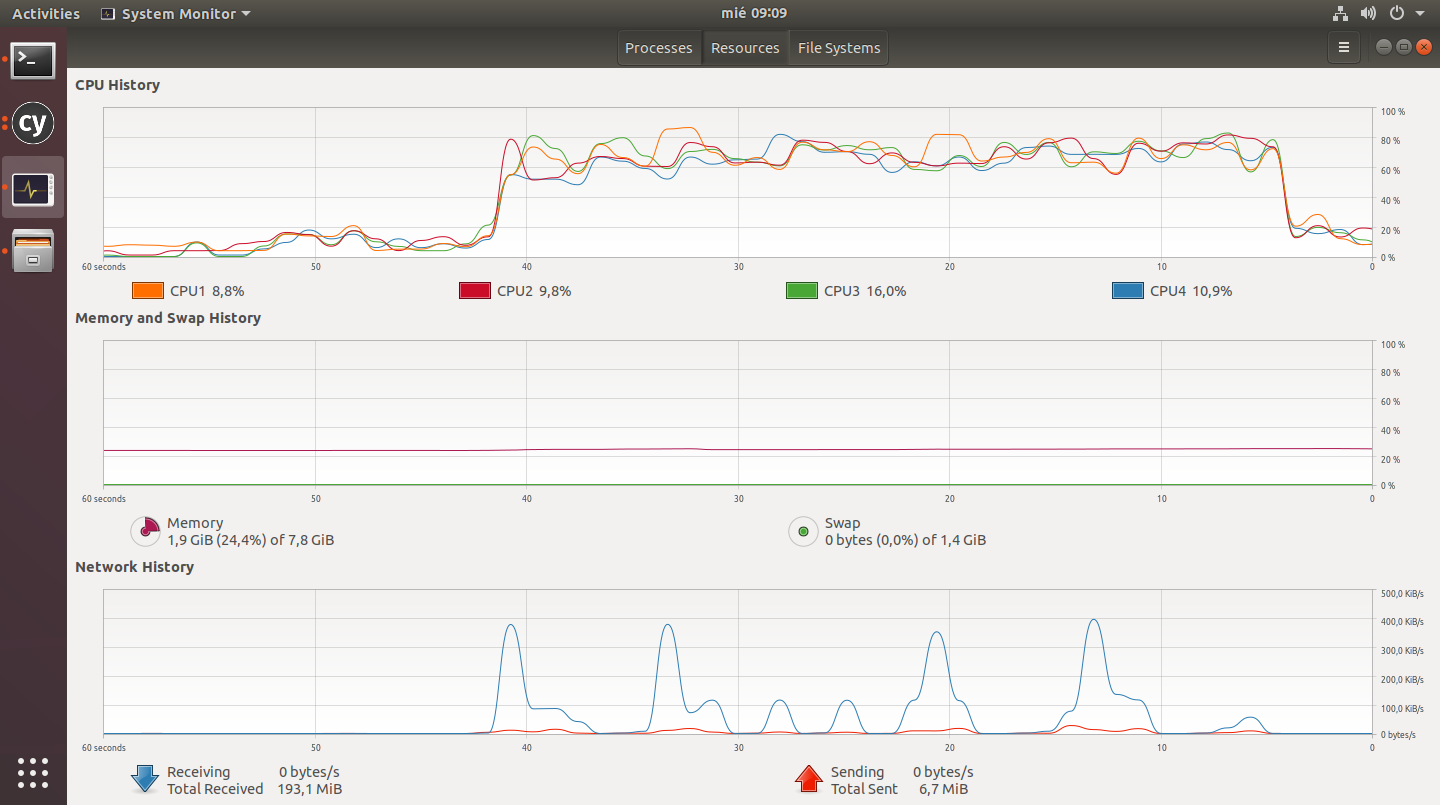 Activities System Monitor mié 09:09
Processes Resources File Systems
cy
CPU History
100 %
80 %
60 %
40 %
20 %
0 %
60 seconds 50 40 30 20 10 0
CPU1 8,8% CPU2 9,8% CPU3 16,0% CPU4 10,9%
Memory and Swap History
100 %
80 %
60 %
40 %
20 %
0 %
60 seconds 50 40 30 20 10 0
Memory
1,9 GiB (24,4%) of 7,8 GiB
Swap
0 bytes (0,0%) of 1,4 GiB
Network History
500,0 KiB/s
400,0 KiB/s
300,0 KiB/s
200,0 KiB/s
100,0 KiB/s
0 bytes/s
60 seconds 50 40 30 20 10 0
Receiving 0 bytes/s
Total Received 193,1 MiB
Sending 0 bytes/s
Total Sent 6,7 MiB